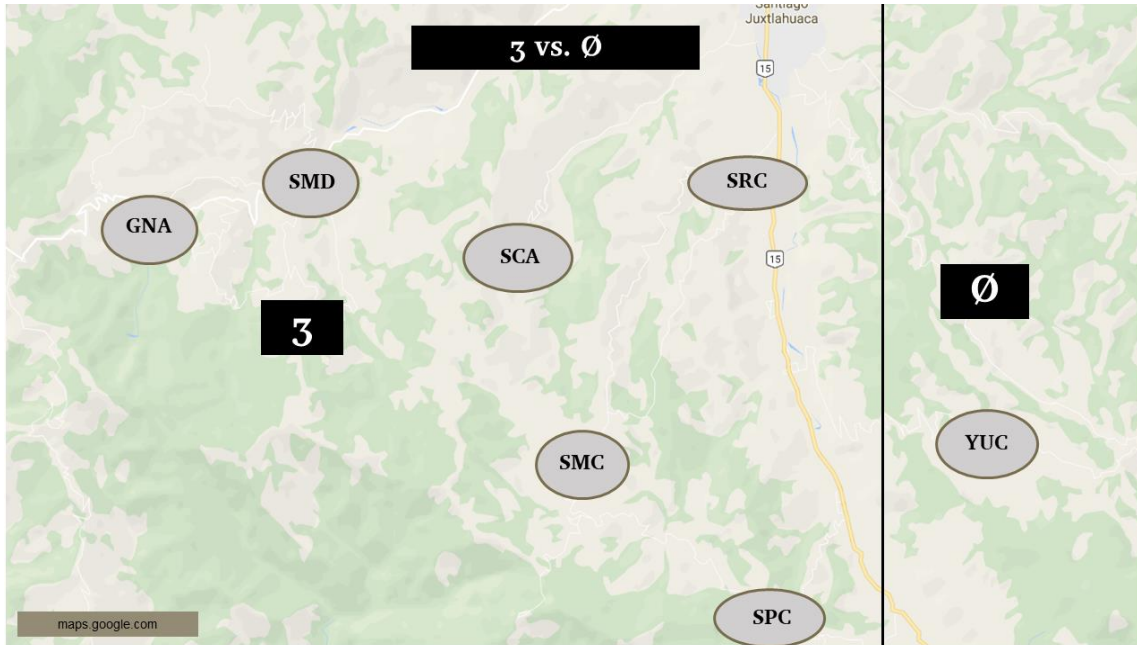 Santiago
Juxtlahuaca
ʒ vs. Ø
15
SMD
SRC
GNA
SCA
15
Ø
ʒ
YUC
SMC
SPC
maps.google.com